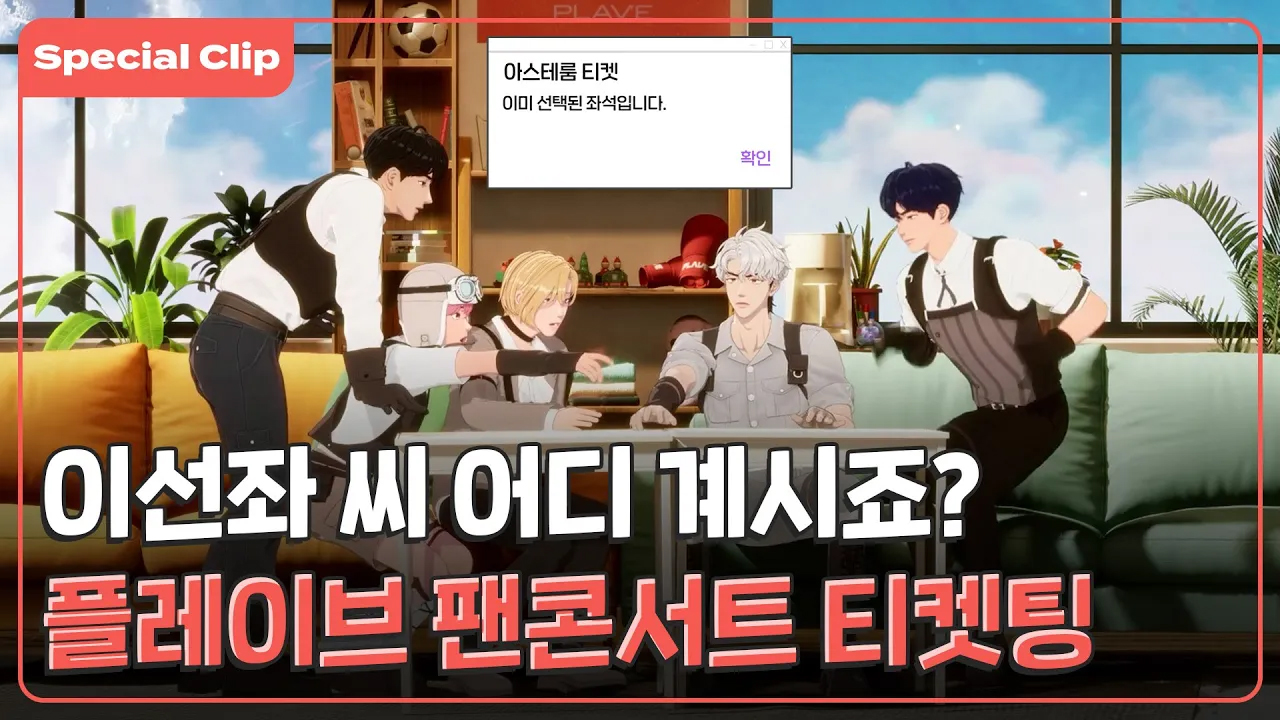 PLAVE
Special Clip
아스테룸 티켓
이미 선택된 좌석입니다.
확인
이선좌 씨 어디 계시죠?
플레이브 팬콘서트 티켓팅